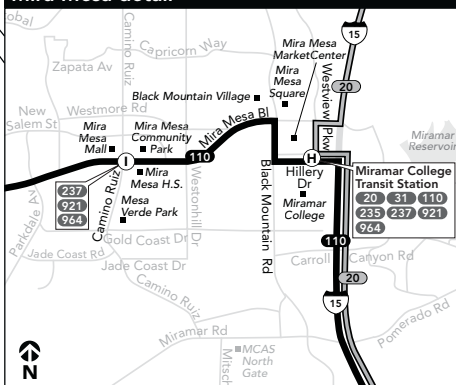 Mira Mesa detail
obal
Camino Ruiz
Capricorn Way
Zapata Av
15
Mira Mesa
MarketCenter
Mira
Mesa
Square
20
Black Mountain Village
Westview Pkwy
New
Salem St
Westmore Rd
Mira Mesa Bl
Mira
Mesa
Mall
Mira Mesa
Community
Park
Miramar
Reservoir
I
110
H
Mira
Mesa H.S.
Hillery
Dr
Miramar College
Transit Station
20 31 110
235 237 921
964
237
921
964
Camino Ruiz
Mesa
Verde Park
Westonhill Dr
Black Mountain Rd
Miramar
College
Parkdale Av
Gold Coast Dr
110
Jade Coast Rd
Jade Coast Dr
Carroll Canyon Rd
20
Camino Ruiz
15
Miramar Rd
Pomerado Rd
MCAS
North
Gate
Mitsch
N